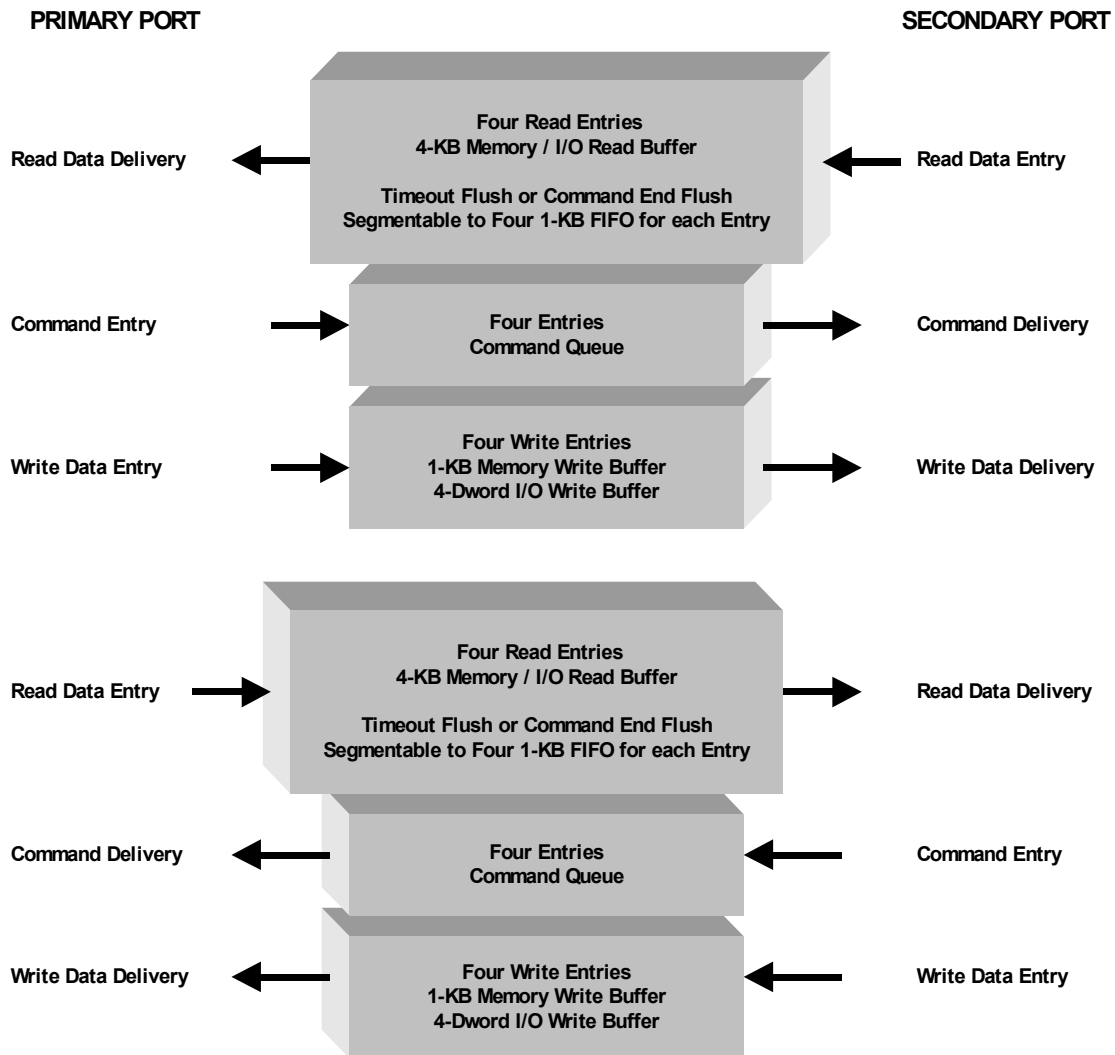 PRIMARY PORT
SECONDARY PORT
Four Read Entries
4-KB Memory / I/O Read Buffer
Read Data Delivery
Read Data Entry
Timeout Flush or Command End Flush
Segmentable to Four 1-KB FIFO for each Entry
Command Entry
Four Entries
Command Queue
Command Delivery
Write Data Entry
Four Write Entries
1-KB Memory Write Buffer
4-Dword I/O Write Buffer
Write Data Delivery
Four Read Entries
4-KB Memory / I/O Read Buffer
Read Data Entry
Read Data Delivery
Timeout Flush or Command End Flush
Segmentable to Four 1-KB FIFO for each Entry
Command Delivery
Four Entries
Command Queue
Command Entry
Write Data Delivery
Four Write Entries
1-KB Memory Write Buffer
4-Dword I/O Write Buffer
Write Data Entry